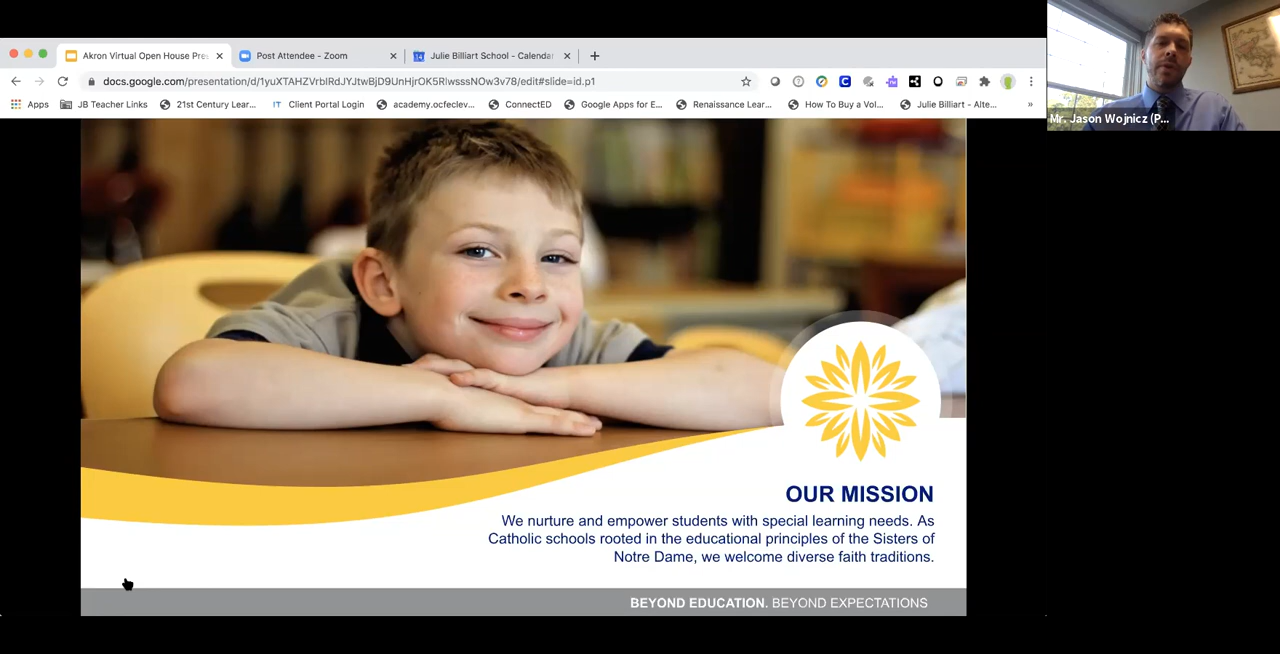 Akron Virtual Open House Pre
Post Attendee - Zoom
Julie Billiart School - Calenda
docs.google.com/presentation/d/1yuXTAHZVrbIRdJYJtwBjD9UnHjrOK5RlwssNOw3v78/edit#slide=id.p1
Apps
JB Teacher Links
21st Century Lear...
IT Client Portal Login
academy.ocfeclev...
ConnectED
Google Apps for E...
Renaissance Lear...
How To Buy a Vol...
Julie Billiart - Alte...
»
Mr. Jason Wojnicz (P...
OUR MISSION
We nurture and empower students with special learning needs. As
Catholic schools rooted in the educational principles of the Sisters of
Notre Dame, we welcome diverse faith traditions.
BEYOND EDUCATION. BEYOND EXPECTATIONS